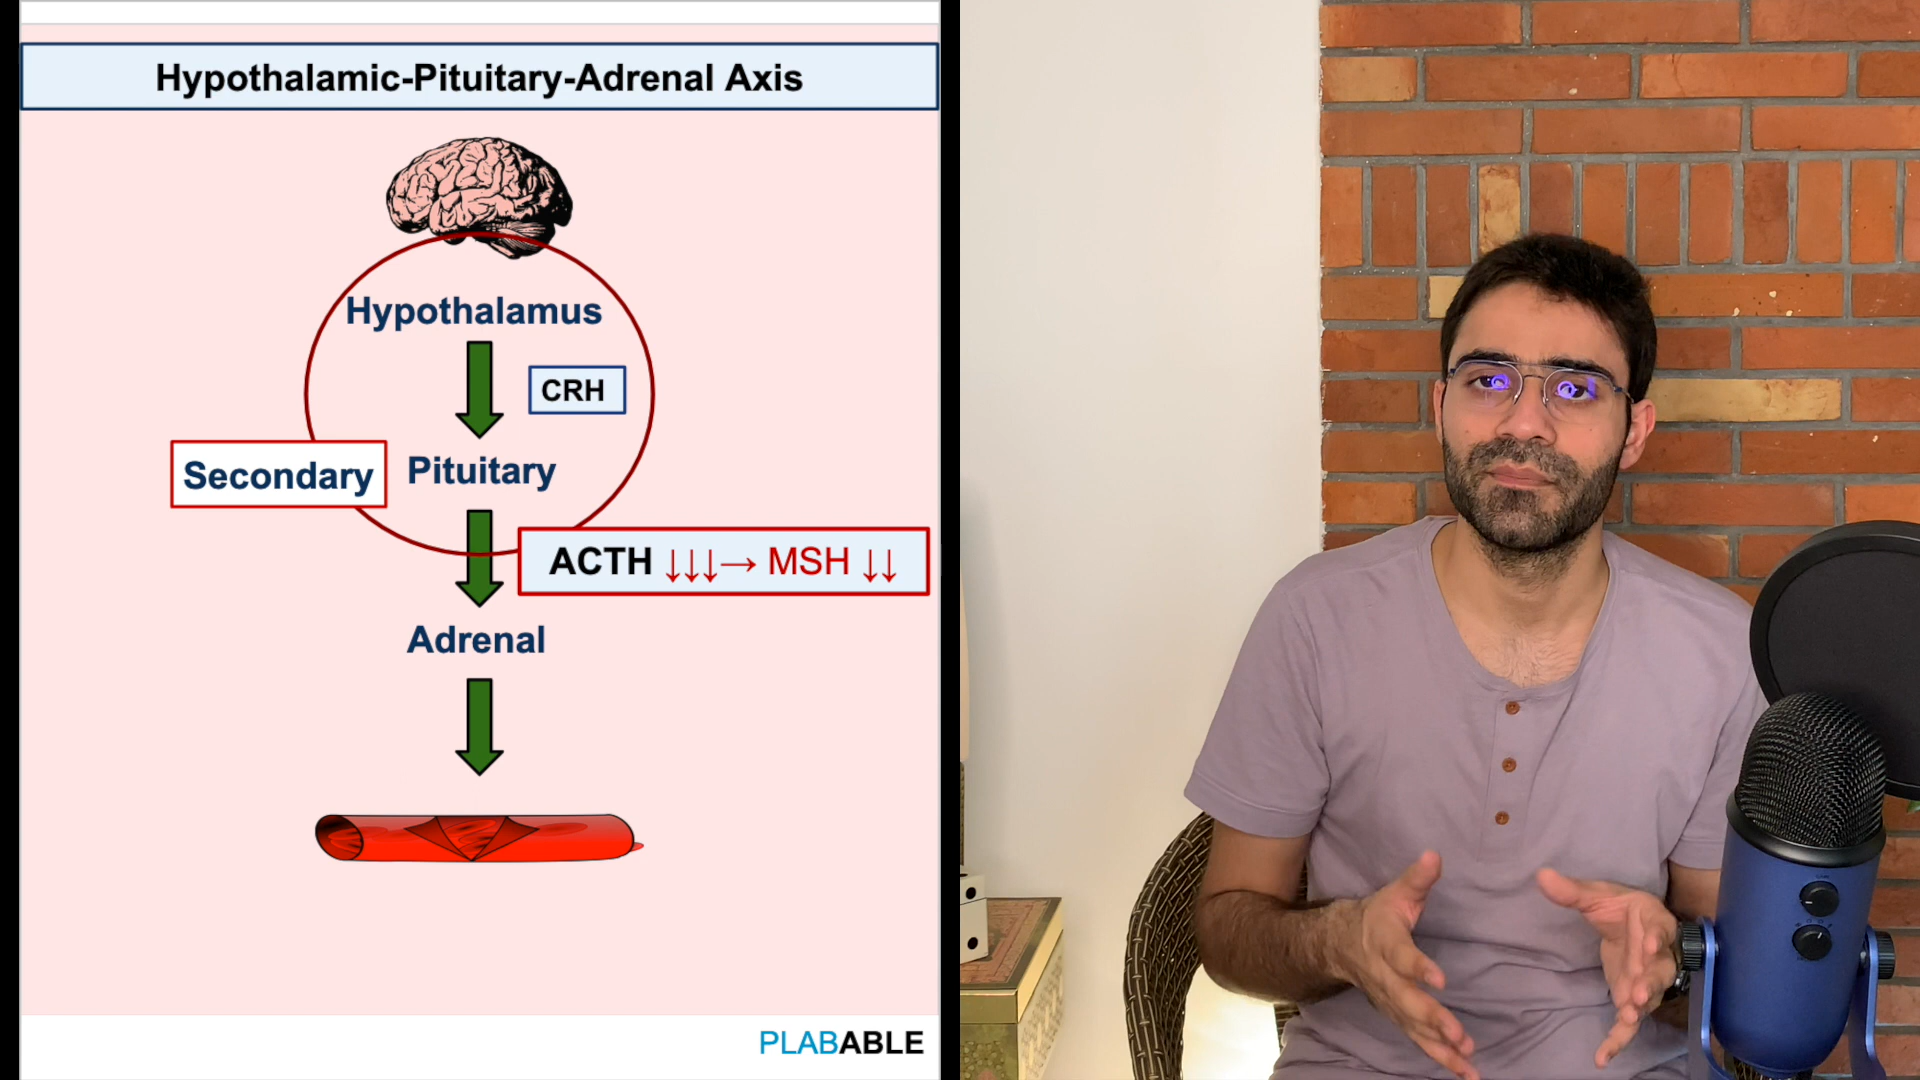 Hypothalamic-Pituitary-Adrenal Axis
Hypothalamus
CRH
Secondary
Pituitary
ACTH ↓↓↓→ MSH ↓↓
Adrenal
PLABABLE